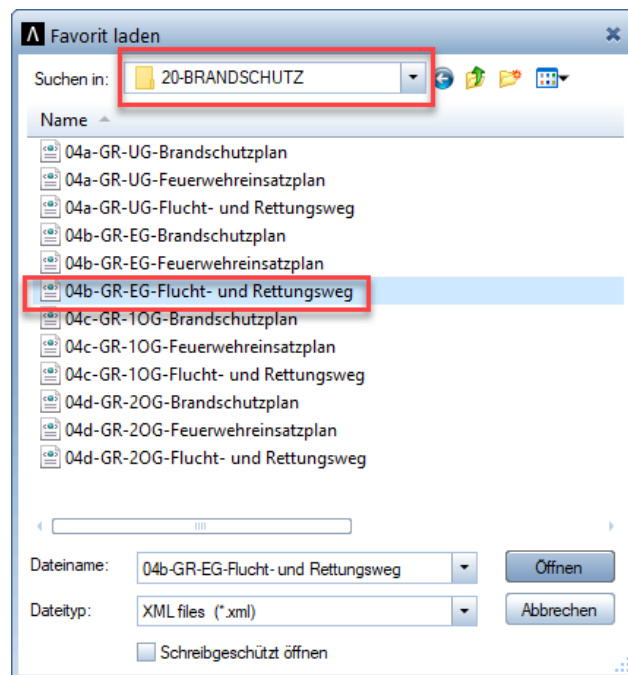 Favorit laden
Suchen in: 20-BRANDSCHUTZ
Name
04a-GR-UG-Brandschutzplan
04a-GR-UG-Feuerwehreinsatzplan
04a-GR-UG-Flucht- und Rettungsweg
04b-GR-EG-Brandschutzplan
04b-GR-EG-Feuerwehreinsatzplan
04b-GR-EG-Flucht- und Rettungsweg
04c-GR-1OG-Brandschutzplan
04c-GR-1OG-Feuerwehreinsatzplan
04c-GR-1OG-Flucht- und Rettungsweg
04d-GR-2OG-Brandschutzplan
04d-GR-2OG-Feuerwehreinsatzplan
04d-GR-2OG-Flucht- und Rettungsweg
Dateiname: 04b-GR-EG-Flucht- und Rettungsweg Öffnen
Dateityp: XML files (*.xml) Abbrechen
Schreibgeschützt öffnen